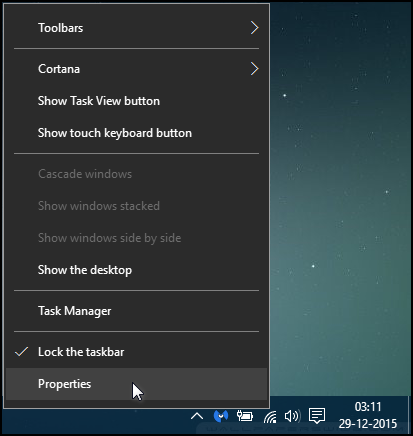 Toolbars
Cortana
Show Task View button
Show touch keyboard button
Cascade windows
Show windows stacked
Show windows side by side
Show the desktop
Task Manager
Lock the taskbar
Properties
03:11
29-12-2015